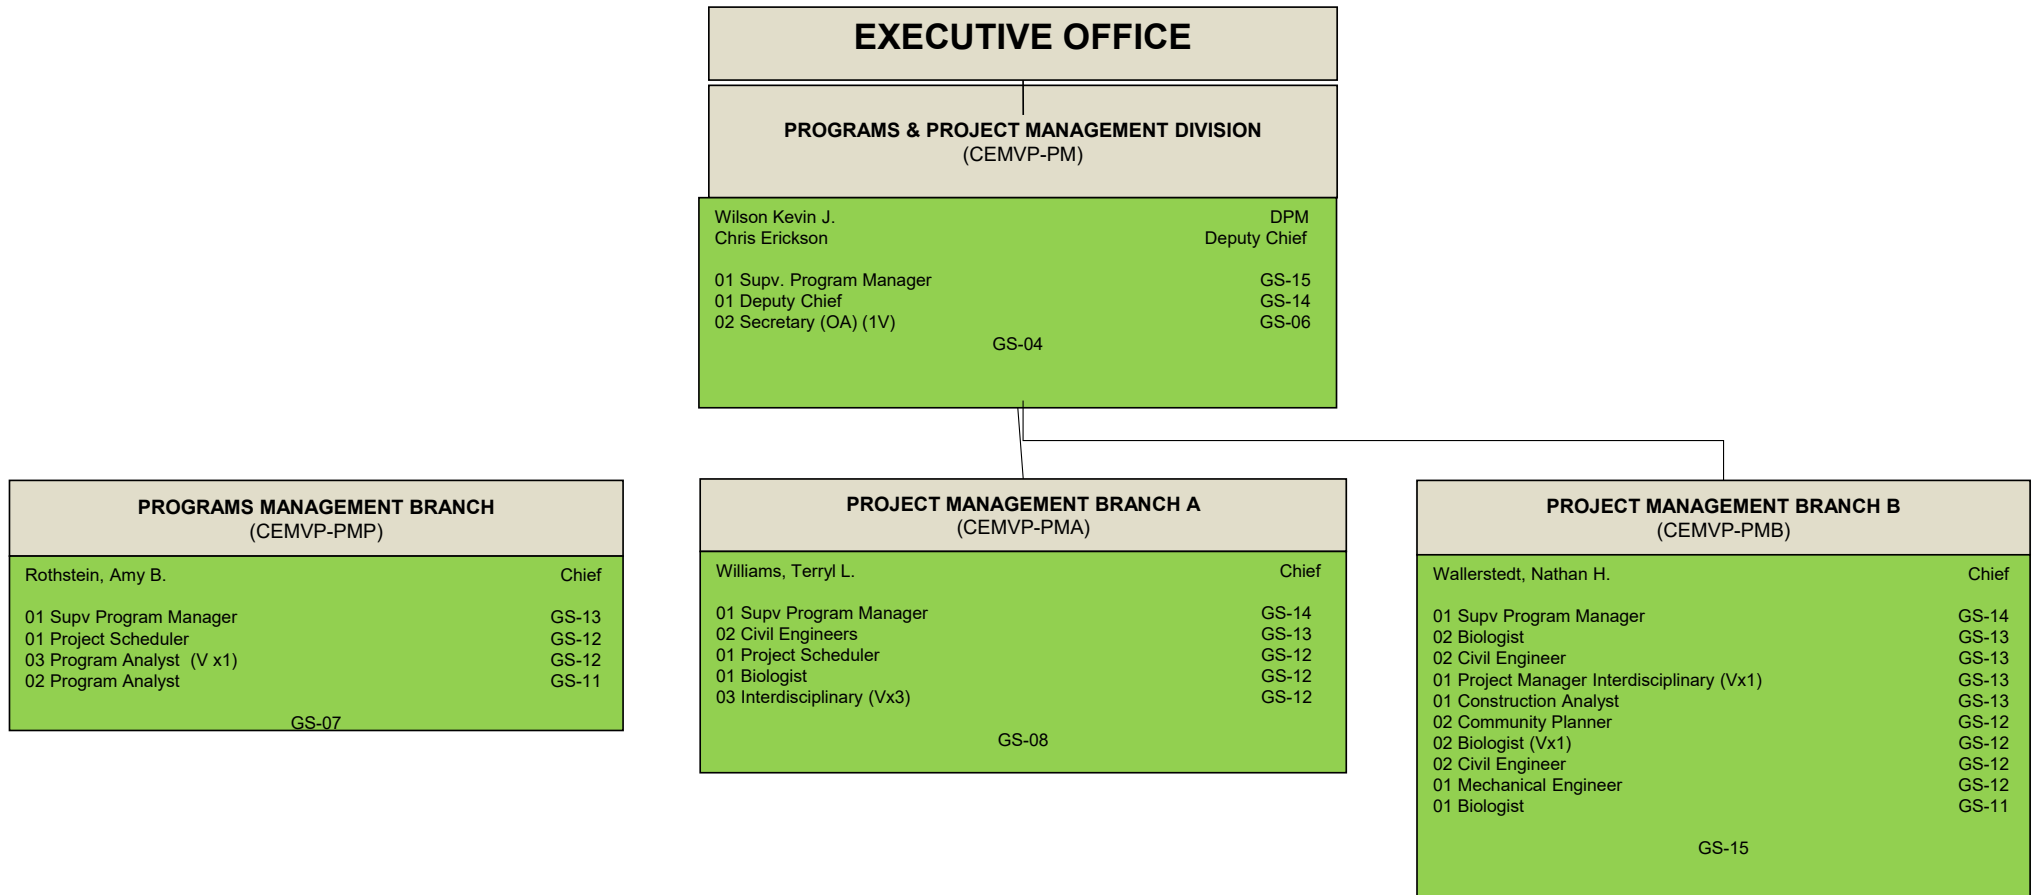 EXECUTIVE OFFICE
PROGRAMS & PROJECT MANAGEMENT DIVISION
(CEMVP-PM)
Wilson Kevin J. DPM
Chris Erickson Deputy Chief
01 Supv. Program Manager GS-15
01 Deputy Chief GS-14
02 Secretary (OA) (1V) GS-06
GS-04
PROGRAMS MANAGEMENT BRANCH
(CEMVP-PMP)
Rothstein, Amy B. Chief
01 Supv Program Manager GS-13
01 Project Scheduler GS-12
03 Program Analyst (V x1) GS-12
02 Program Analyst GS-11
GS-07
PROJECT MANAGEMENT BRANCH A
(CEMVP-PMA)
Williams, Terryl L. Chief
01 Supv Program Manager GS-14
02 Civil Engineers GS-13
01 Project Scheduler GS-12
01 Biologist GS-12
03 Interdisciplinary (Vx3) GS-12
GS-08
PROJECT MANAGEMENT BRANCH B
(CEMVP-PMB)
Wallerstedt, Nathan H. Chief
01 Supv Program Manager GS-14
02 Biologist GS-13
02 Civil Engineer GS-13
01 Project Manager Interdisciplinary (Vx1) GS-13
01 Construction Analyst GS-13
02 Community Planner GS-12
02 Biologist (Vx1) GS-12
02 Civil Engineer GS-12
01 Mechanical Engineer GS-12
01 Biologist GS-11
GS-15